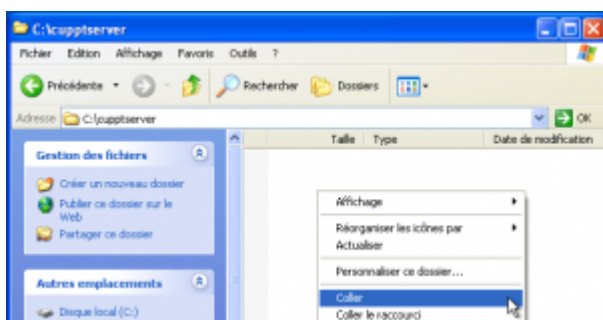 C:\cupptserver
Fichier Edition Affichage Favoris Outils ?
Précédente Rechercher Dossiers
Adresse C:\cupptserver OK
Taille Type Date de modification
Gestion des fichiers
Créer un nouveau dossier
Publier ce dossier sur le
Web
Partager ce dossier
Autres emplacements
Disque local (C:)
Affichage
Réorganiser les icônes par
Actualiser
Personnaliser ce dossier...
Coller
Coller le raccourci